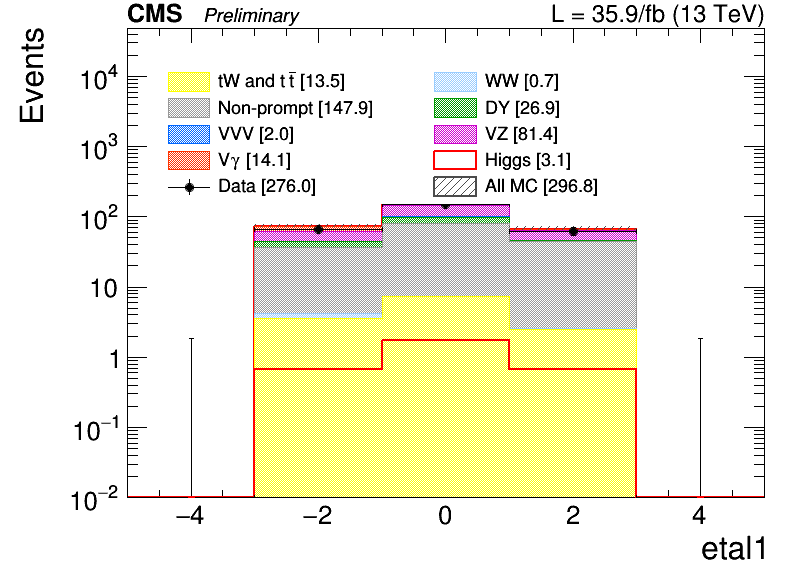 CMS Preliminary L = 35.9/fb (13 TeV)
Events
tW and t t̄ [13.5] WW [0.7]
Non-prompt [147.9] DY [26.9]
VVV [2.0] VZ [81.4]
Vγ [14.1] Higgs [3.1]
Data [276.0] All MC [296.8]
10⁴
10³
10²
10
1
10⁻¹
10⁻²
−4 −2 0 2 4
etal1